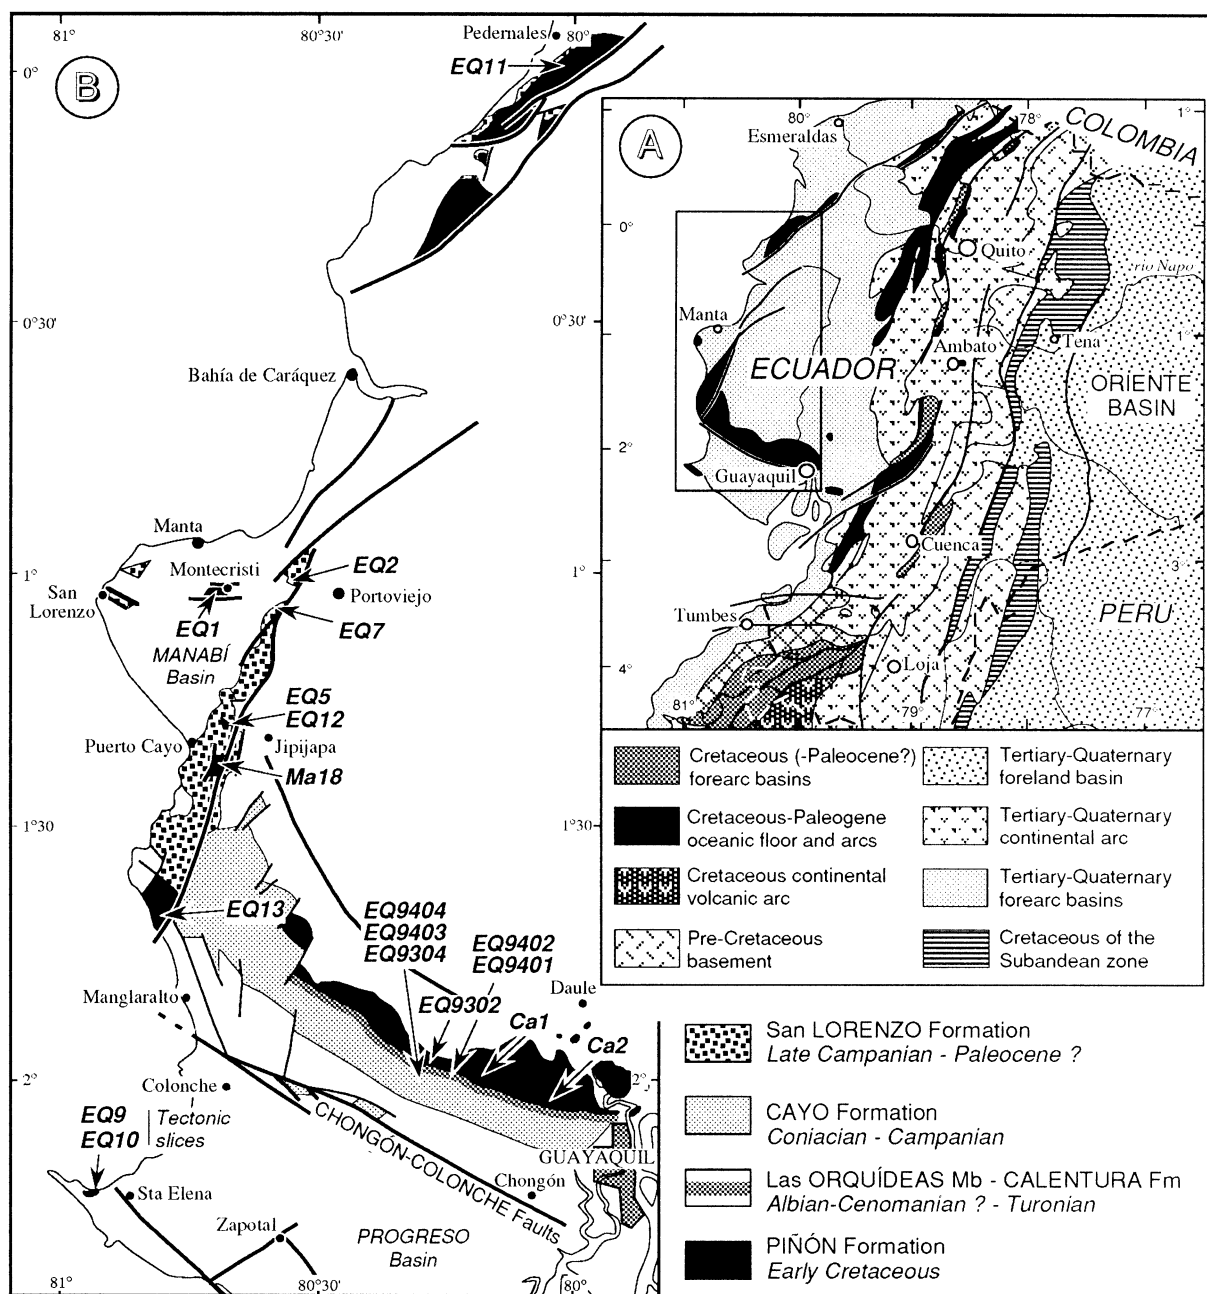 81°
80°30'
Pedernales
80°
0°
B
EQ11
A
80°
78°
1°
Esmeraldas
COLOMBIA
0°
Quito
rio Napo
0°30'
Manta
1°
Ambato
Tena
ECUADOR
ORIENTE
BASIN
Bahía de Caráquez
2°
Guayaquil
Manta
Cuenca
Montecristi
EQ2
1°
3
San
Lorenzo
Portoviejo
Tumbes
PERU
EQ1
EQ7
MANABÍ
Basin
Loja
4°
EQ5
EQ12
81°
79°
77
Puerto Cayo
Jipijapa
Ma18
Cretaceous (-Paleocene?)
forearc basins
Tertiary-Quaternary
foreland basin
1°30
Cretaceous-Paleogene
oceanic floor and arcs
Tertiary-Quaternary
continental arc
1°30'
Cretaceous continental
volcanic arc
Tertiary-Quaternary
forearc basins
EQ13
EQ9404
EQ9403
EQ9304
EQ9402
EQ9401
Pre-Cretaceous
basement
Cretaceous of the
Subandean zone
Manglaralto
EQ9302
Daule
Ca1
Ca2
San LORENZO Formation
Late Campanian - Paleocene ?
2°
2°
Colonche
CAYO Formation
Coniacian - Campanian
EQ9
EQ10
Tectonic
slices
CHONGÓN-COLONCHE Faults
GUAYAQUIL
Las ORQUÍDEAS Mb - CALENTURA Fm
Albian-Cenomanian ? - Turonian
Sta Elena
Chongón
Zapotal
PROGRESO
Basin
PIÑÓN Formation
Early Cretaceous
81°
80°30'
80°